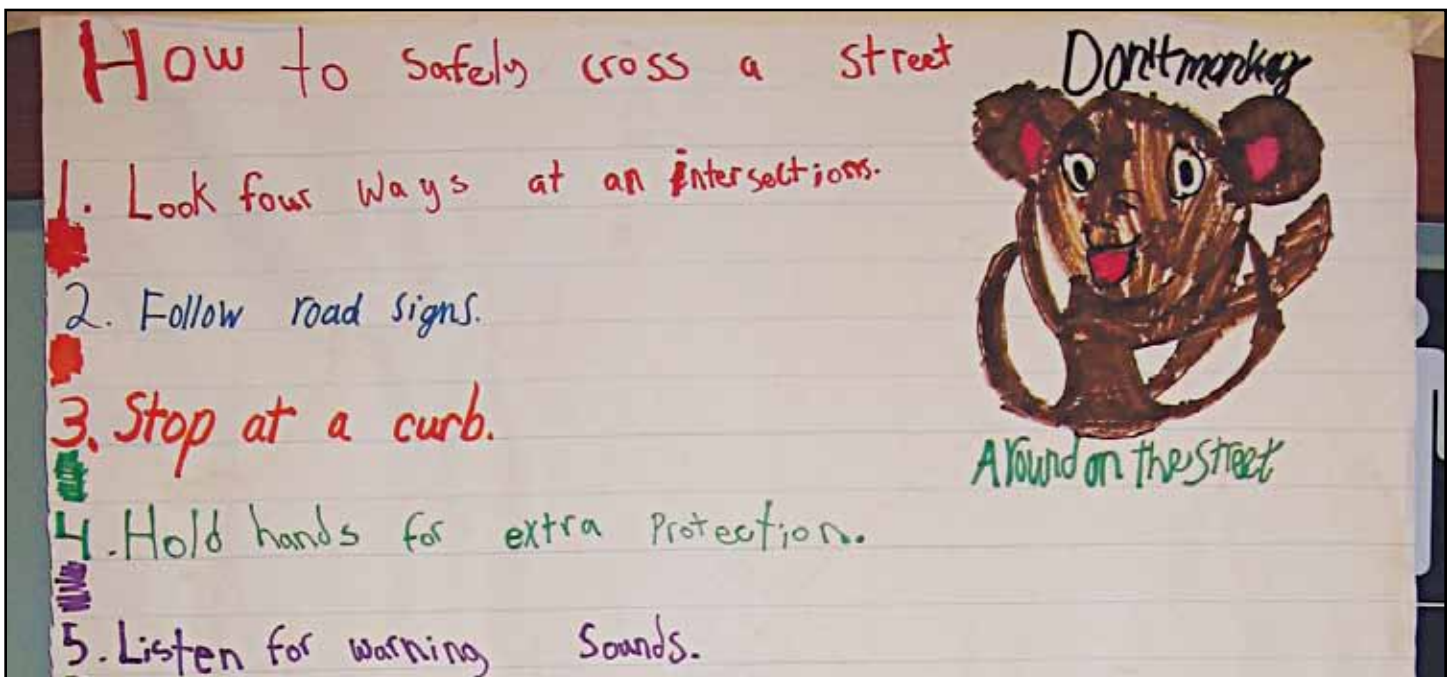 How to Safely cross a street
1. Look four ways at an intersections.
2. Follow road signs.
3. Stop at a curb.
4. Hold hands for extra Protection.
5. Listen for warning Sounds.
Don't monkey
Around on the street